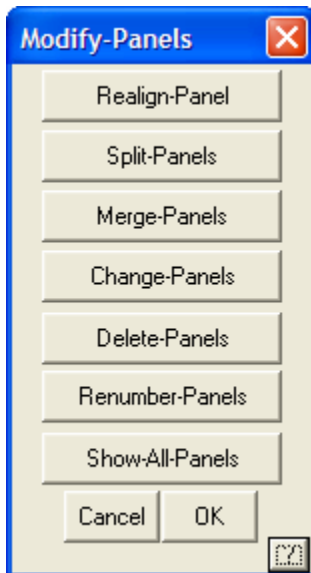 Modify-Panels
Realign-Panel
Split-Panels
Merge-Panels
Change-Panels
Delete-Panels
Renumber-Panels
Show-All-Panels
Cancel OK
?